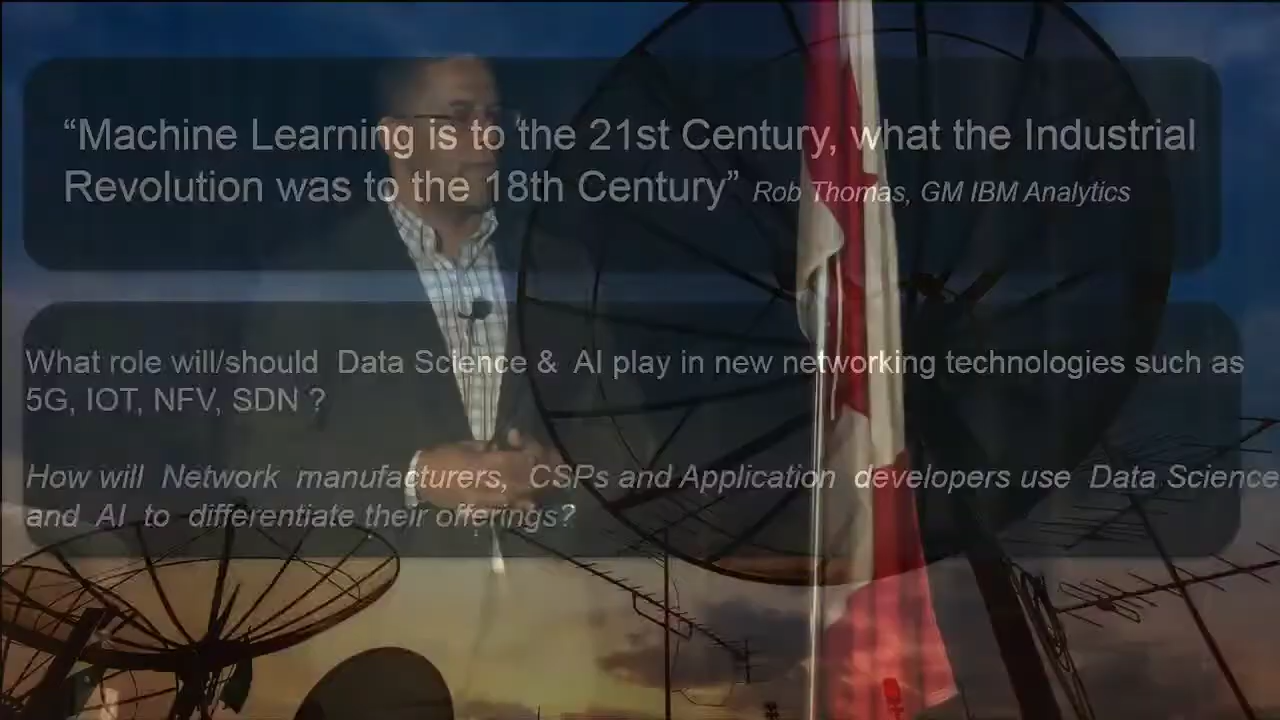 “Machine Learning is to the 21st Century, what the Industrial
Revolution was to the 18th Century” Rob Thomas, GM IBM Analytics
What role will/should Data Science & AI play in new networking technologies such as
5G, IOT, NFV, SDN ?
How will Network manufacturers, CSPs and Application developers use Data Science
and AI to differentiate their offerings?